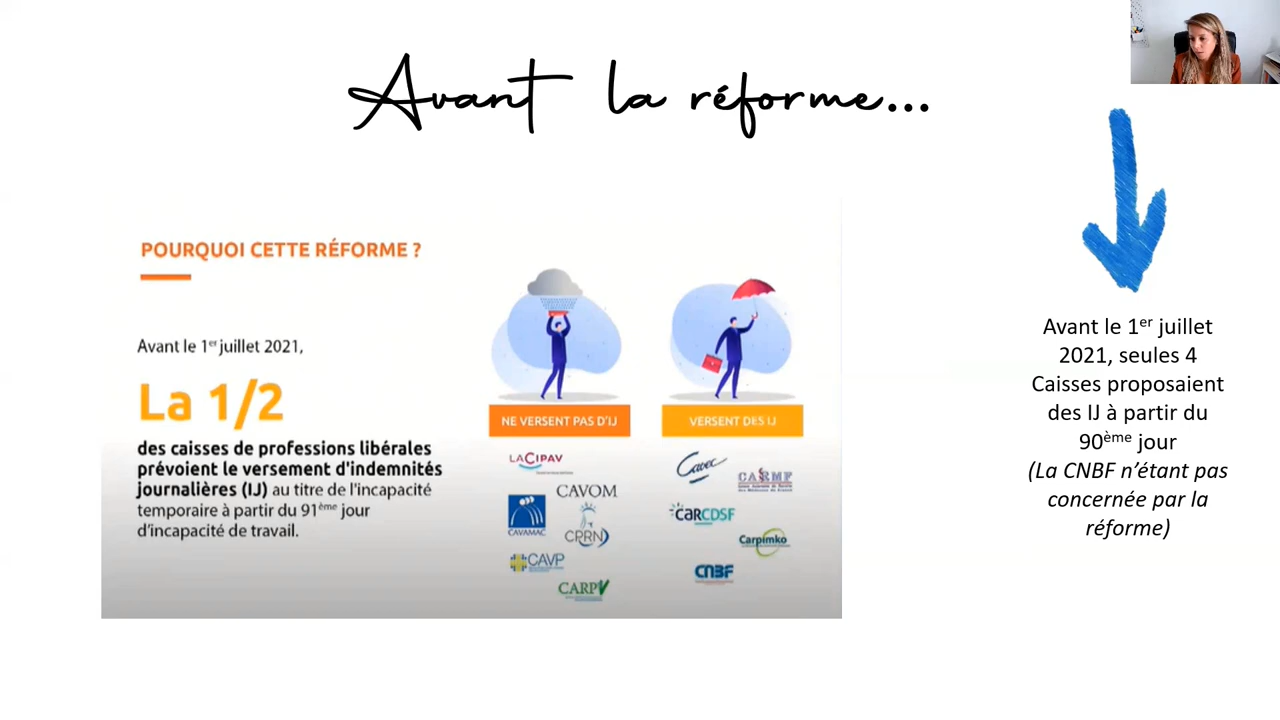 Avant la réforme...
POURQUOI CETTE RÉFORME ?
Avant le 1er juillet 2021,
La 1/2
des caisses de professions libérales
prévoient le versement d'indemnités
journalières (IJ) au titre de l'incapacité
temporaire à partir du 91ème jour
d'incapacité de travail.
NE VERSENT PAS D'IJ
LACIPAV
CAVOM
CAVAMAC
CPRN
CAVP
CARPV
VERSENT DES IJ
Cavec
CARMF
CARCDSF
Carpimko
CNBF
Avant le 1er juillet
2021, seules 4
Caisses proposaient
des IJ à partir du
90ème jour
(La CNBF n'étant pas
concernée par la
réforme)